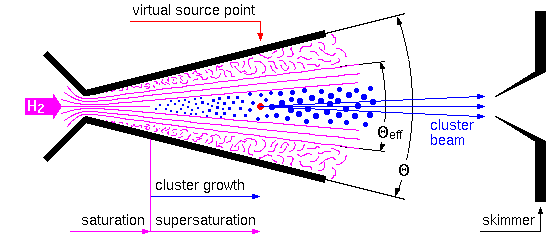 virtual source point
H2
Θeff
Θ
cluster
beam
cluster growth
saturation
supersaturation
skimmer